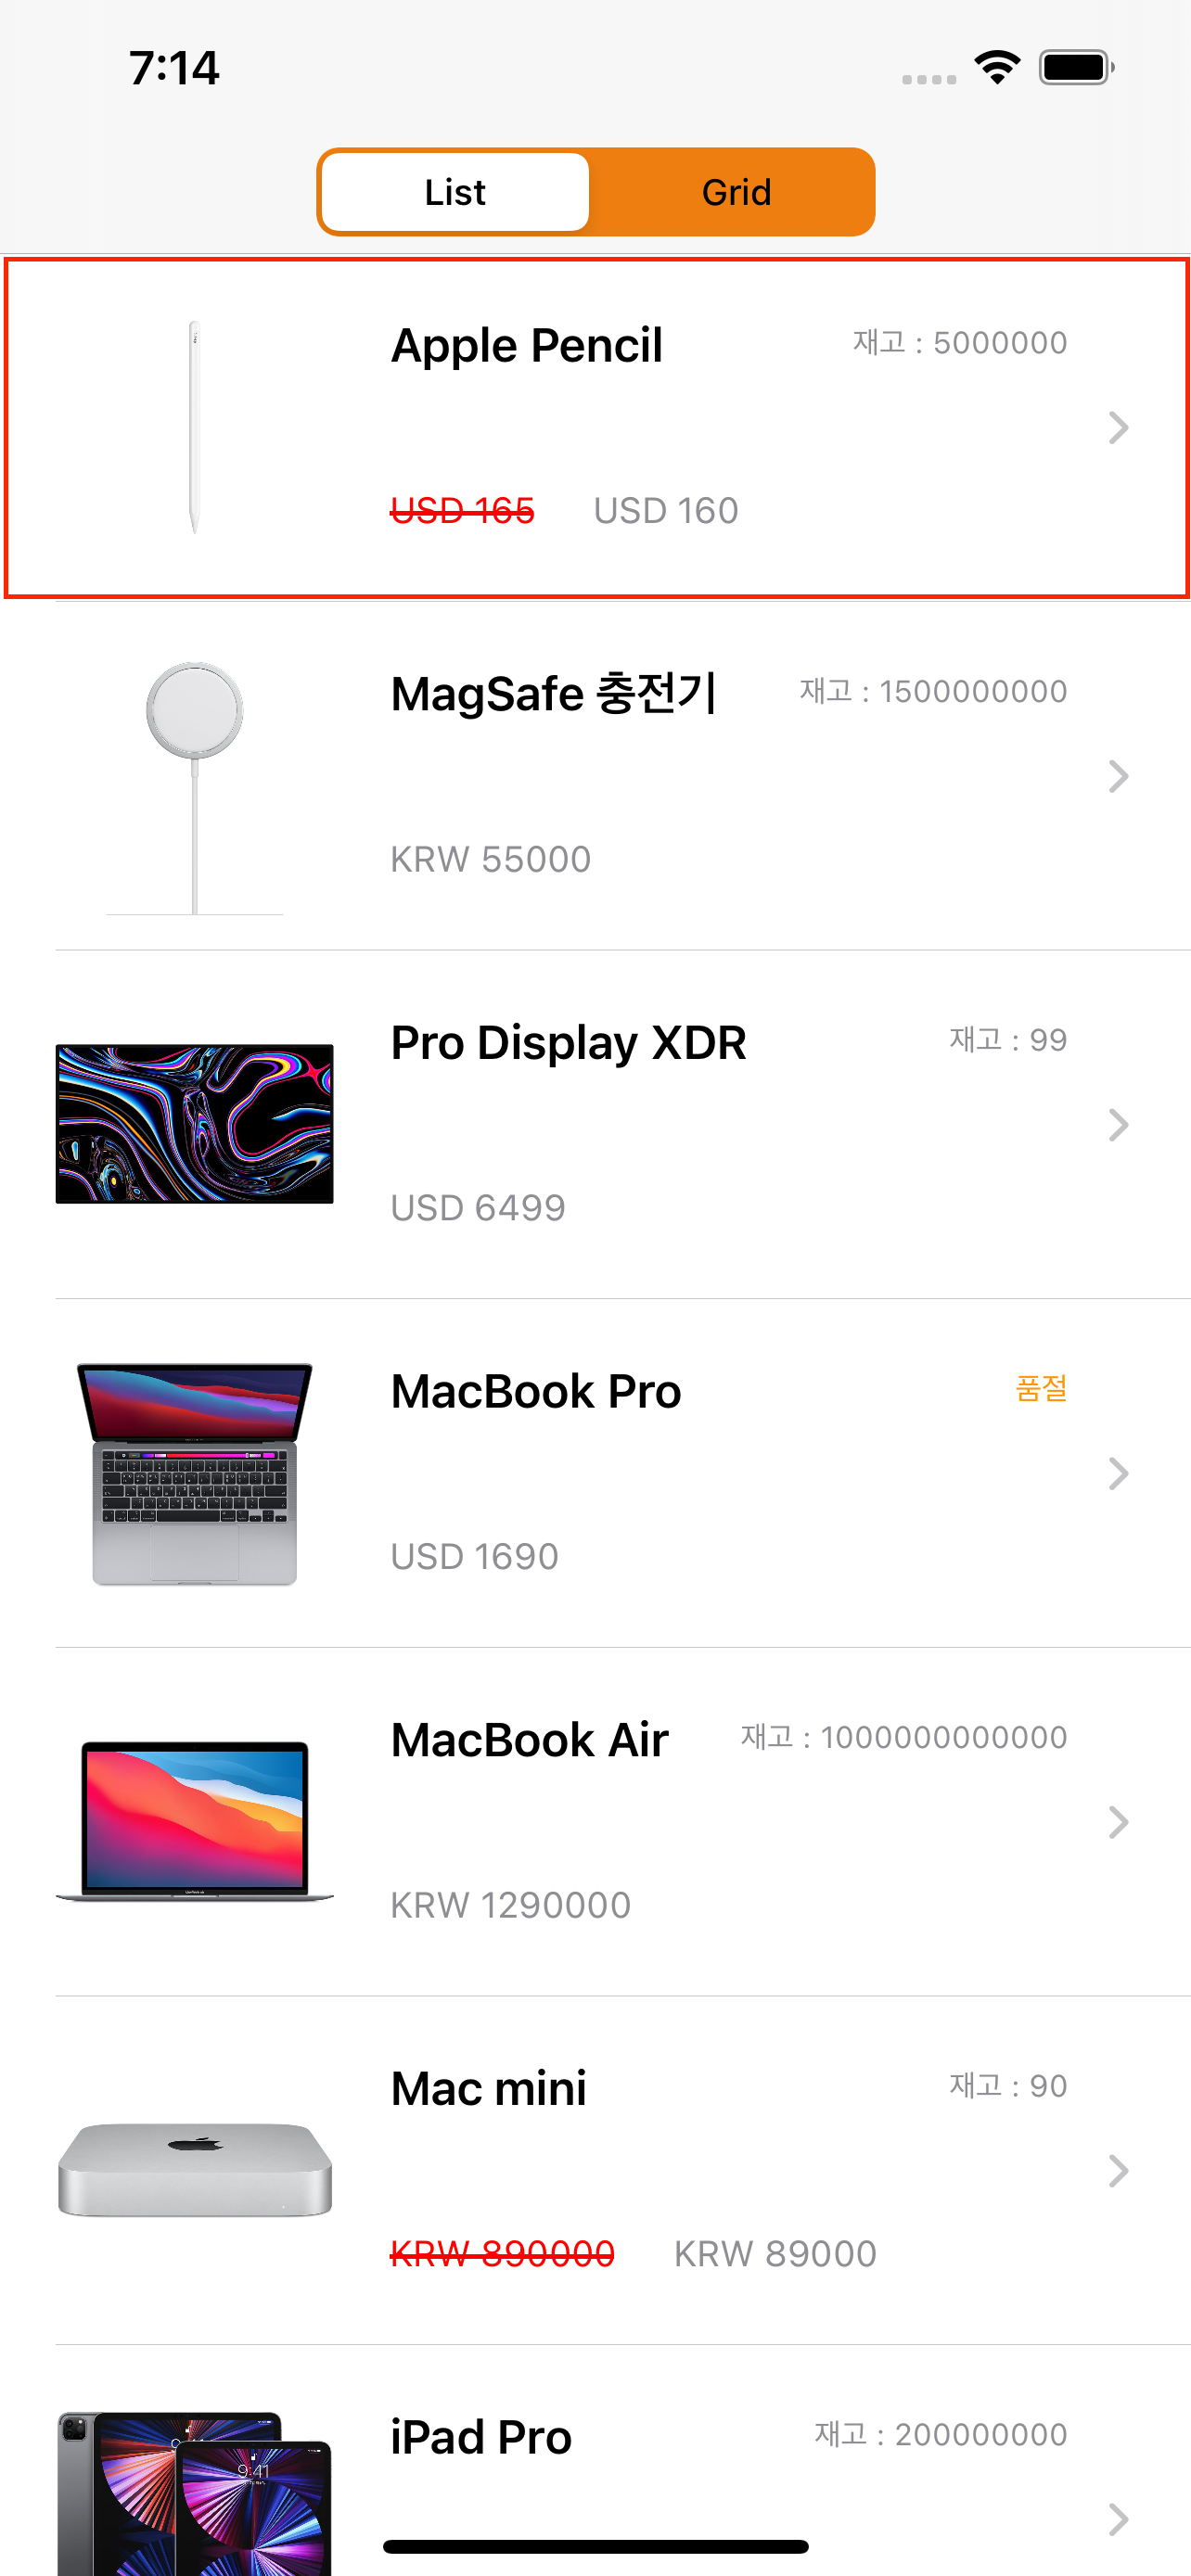 7:14
List Grid
Apple Pencil 재고 : 5000000
USD 165 USD 160
MagSafe 충전기 재고 : 1500000000
KRW 55000
Pro Display XDR 재고 : 99
USD 6499
MacBook Pro 품절
USD 1690
MacBook Air 재고 : 1000000000000
KRW 1290000
Mac mini 재고 : 90
KRW 890000 KRW 89000
iPad Pro 재고 : 200000000
9:41